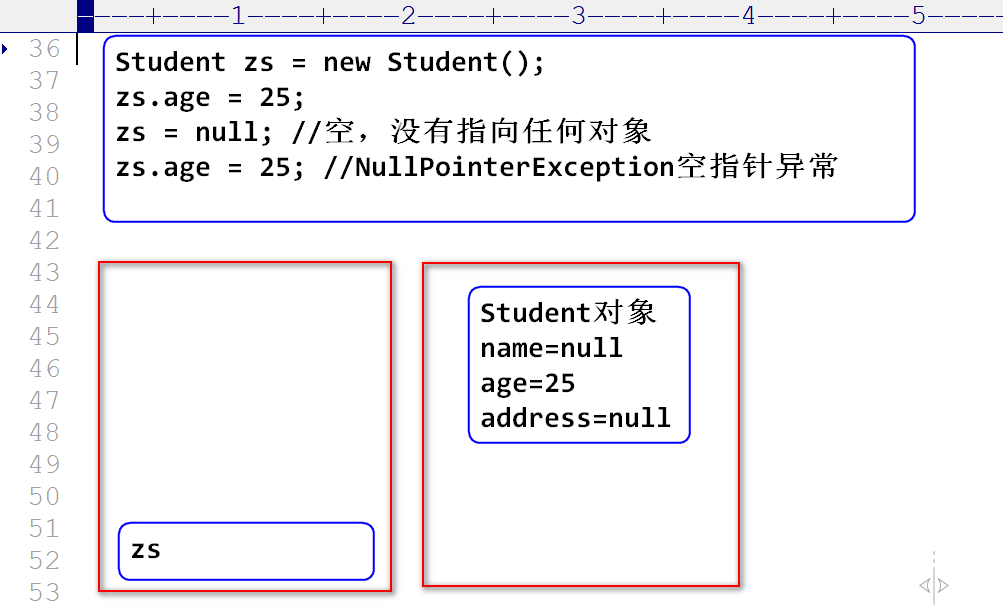 1 2 3 4 5
36
37
38
39
40
41
42
43
44
45
46
47
48
49
50
51
52
53
Student zs = new Student();
zs.age = 25;
zs = null; //空，没有指向任何对象
zs.age = 25; //NullPointerException空指针异常
zs
Student对象
name=null
age=25
address=null